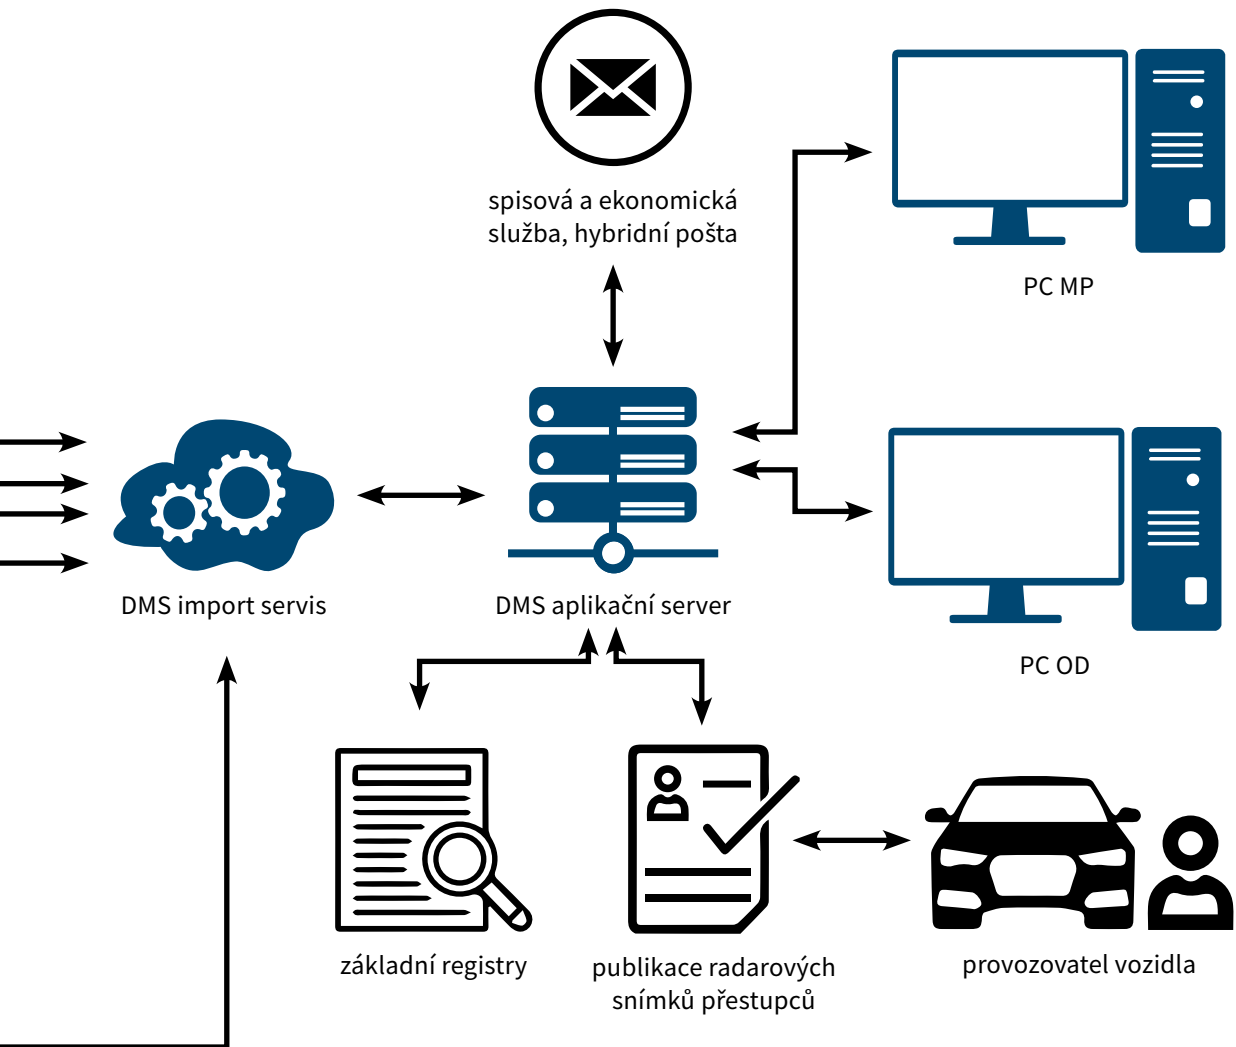 spisová a ekonomická
služba, hybridní pošta
PC MP
DMS import servis
DMS aplikační server
PC OD
základní registry
publikace radarových
snímků přestupců
provozovatel vozidla